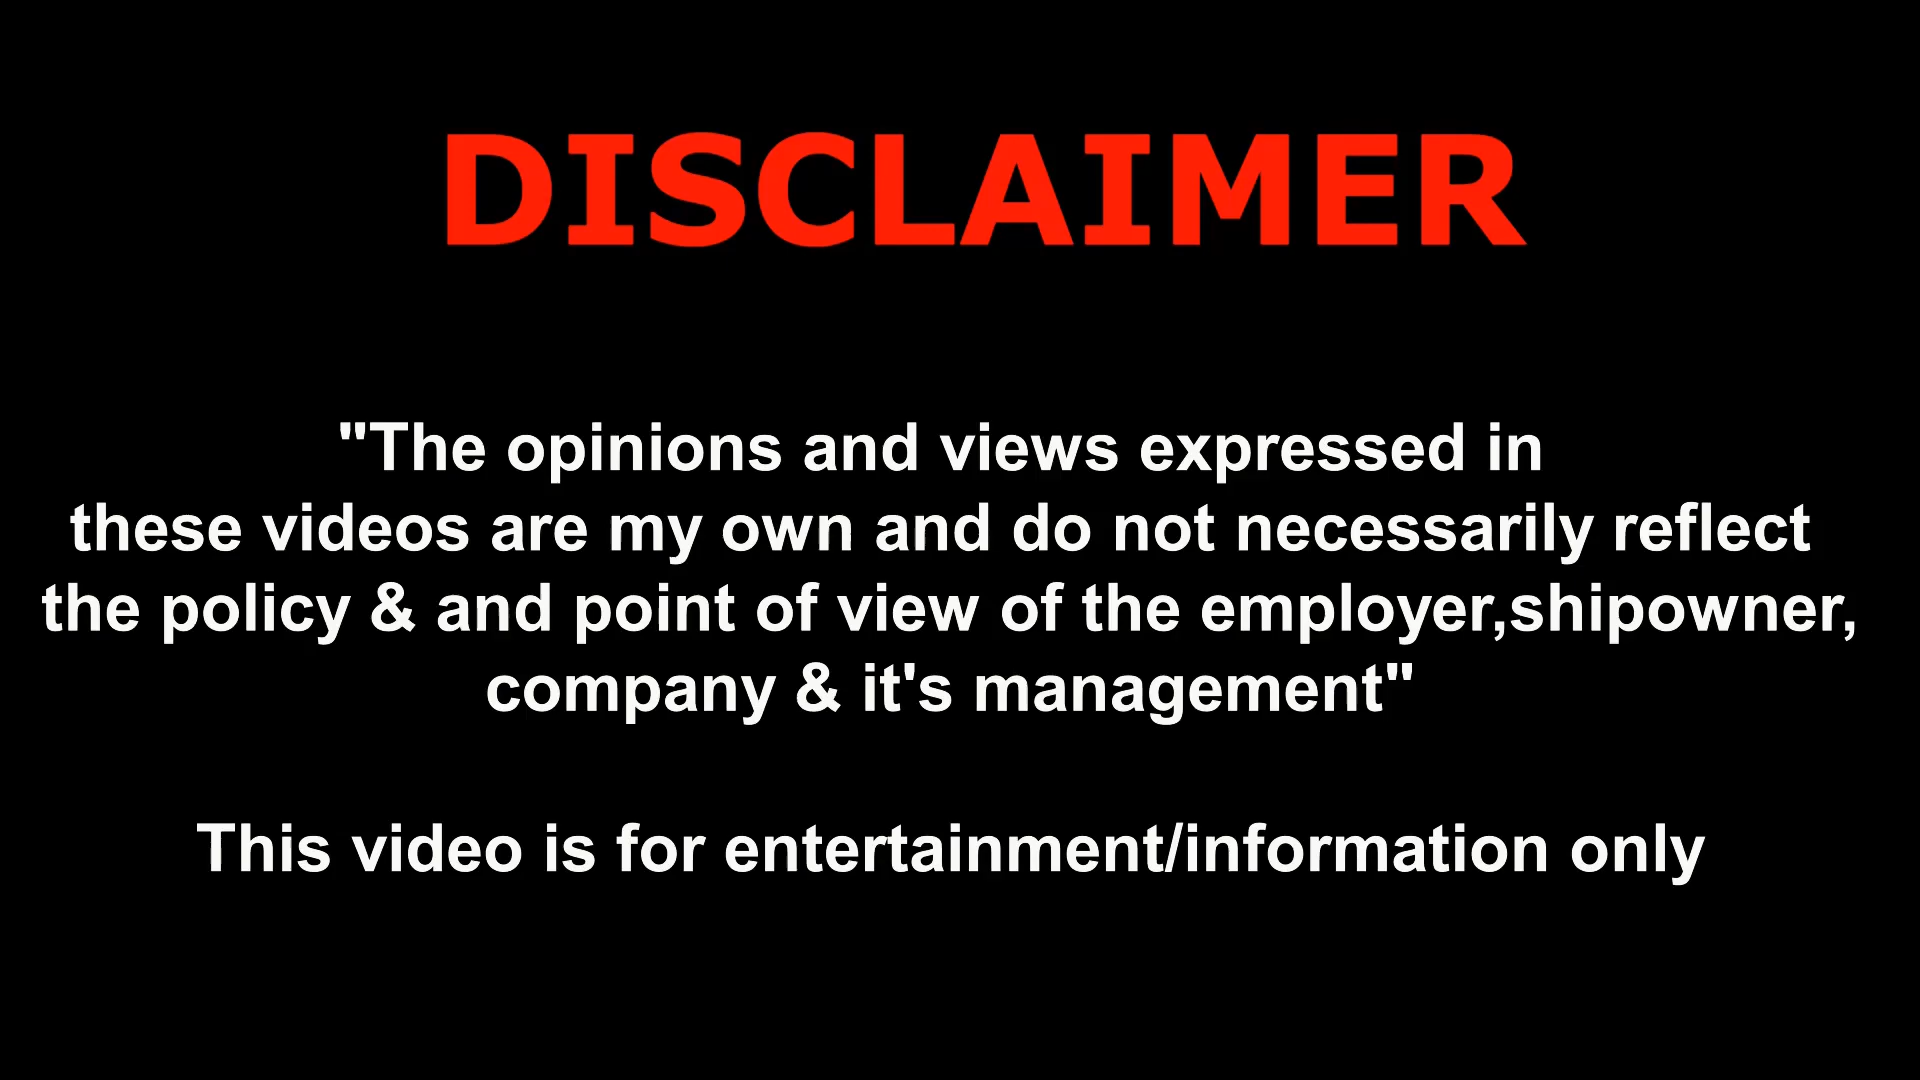 DISCLAIMER
"The opinions and views expressed in
these videos are my own and do not necessarily reflect
the policy & and point of view of the employer,shipowner,
company & it's management"
This video is for entertainment/information only